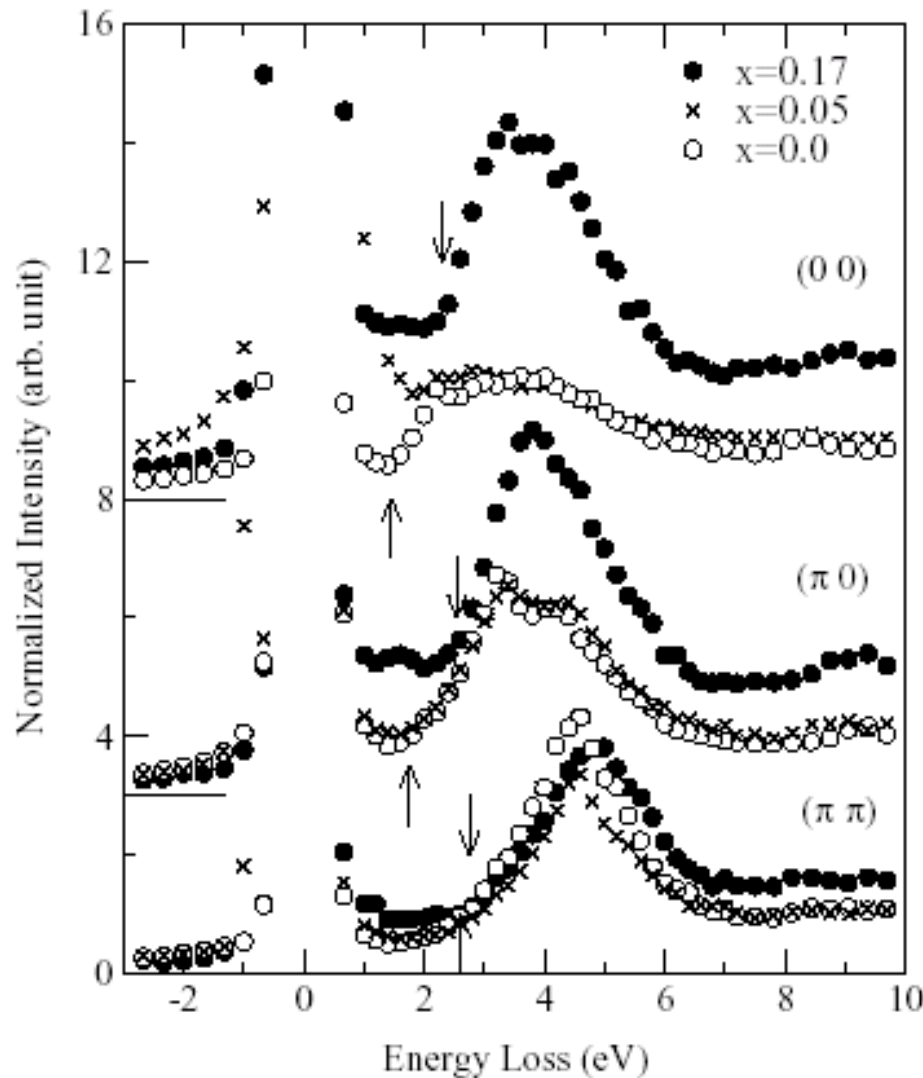 16
12
8
4
0
-2
0
2
4
6
8
10
Normalized Intensity (arb. unit)
Energy Loss (eV)
x=0.17
x=0.05
x=0.0
(0 0)
(π 0)
(π π)